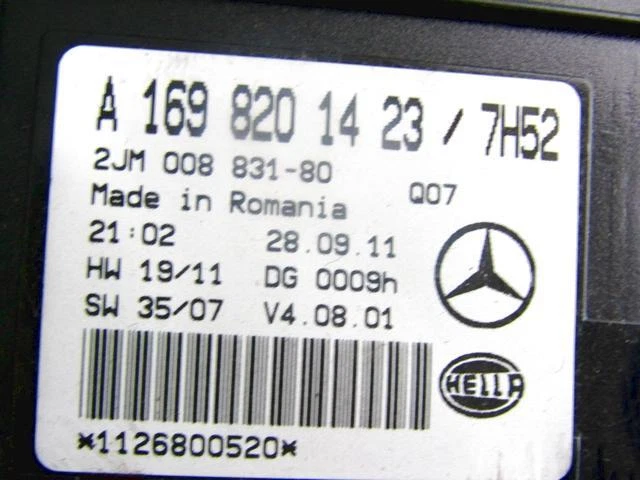 A 169 820 14 23 / 7H52
2JM 008 831-80 Q07
Made in Romania
21:02 28.09.11
HW 19/11 DG 0009h
SW 35/07 V4.08.01
HELLA
*1126800520*